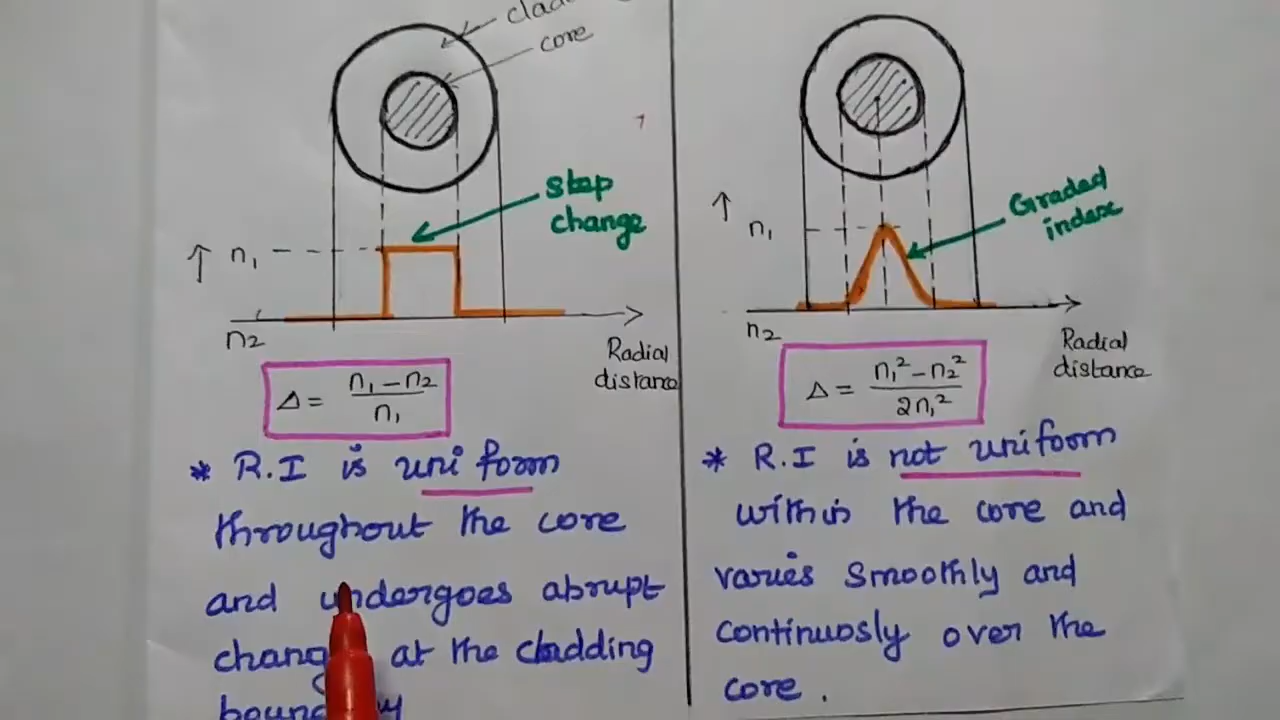 core
step
change
n₁
n₂
Radial
distance
Δ = n₁ - n₂ / n₁
* R.I is uniform
throughout the core
and undergoes abrupt
at the cladding
Graded
index
n₁
n₂
Radial
distance
Δ = n₁² - n₂² / 2n₁²
* R.I is not uniform
within the core and
varies smoothly and
continuosly over the
core.